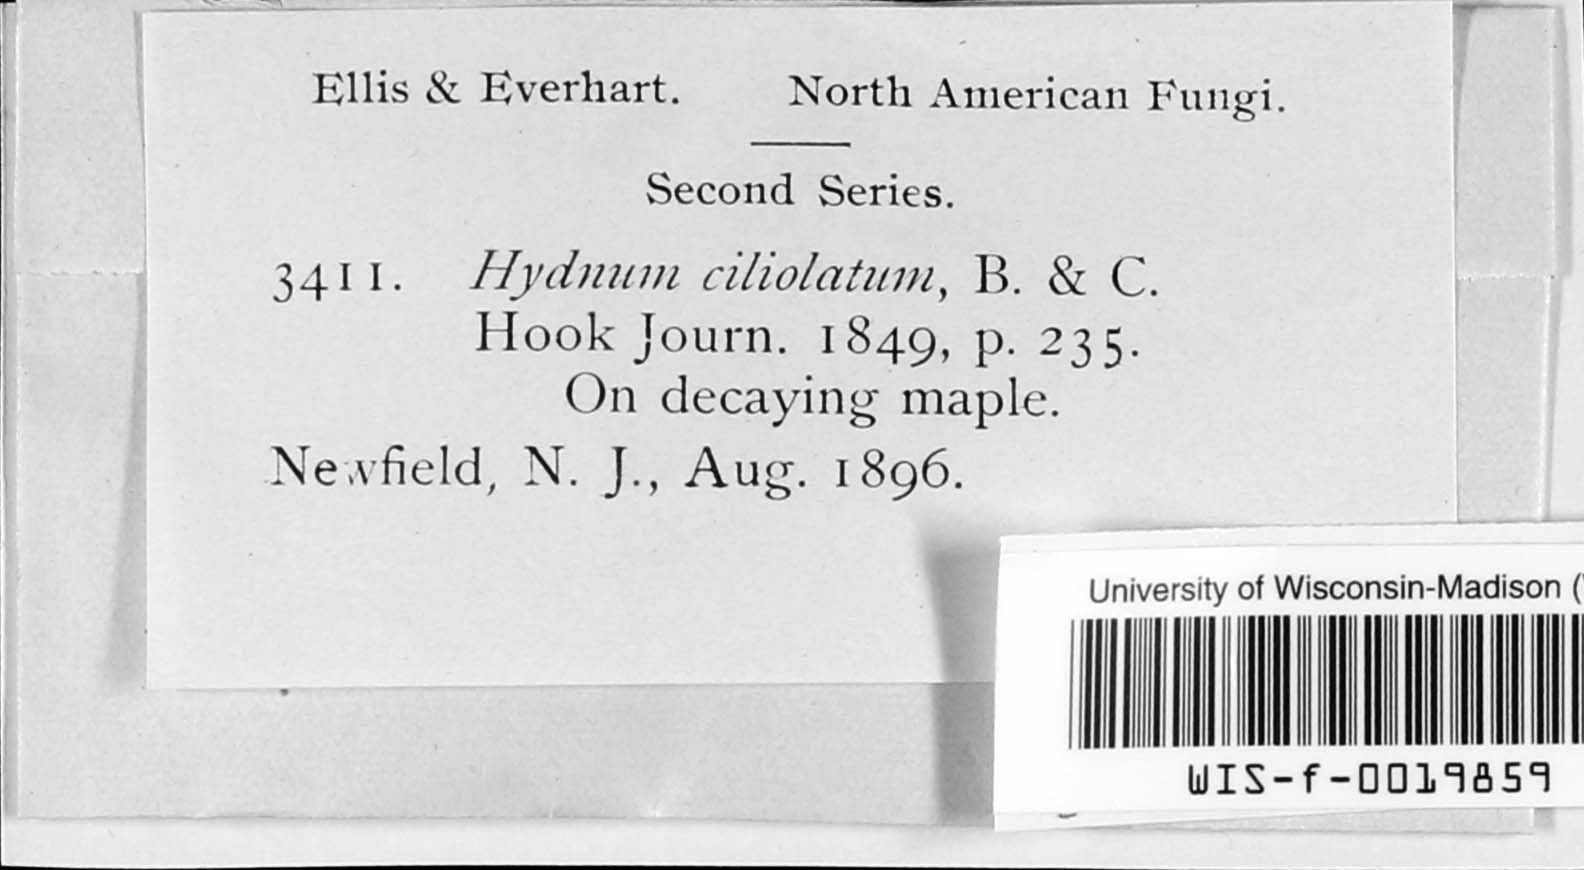 Ellis & Everhart. North American Fungi.
Second Series.
3411. Hydnum ciliolatum, B. & C.
Hook Journ. 1849, p. 235.
On decaying maple.
Newfield, N. J., Aug. 1896.
University of Wisconsin-Madison (
WIS-f-0019859